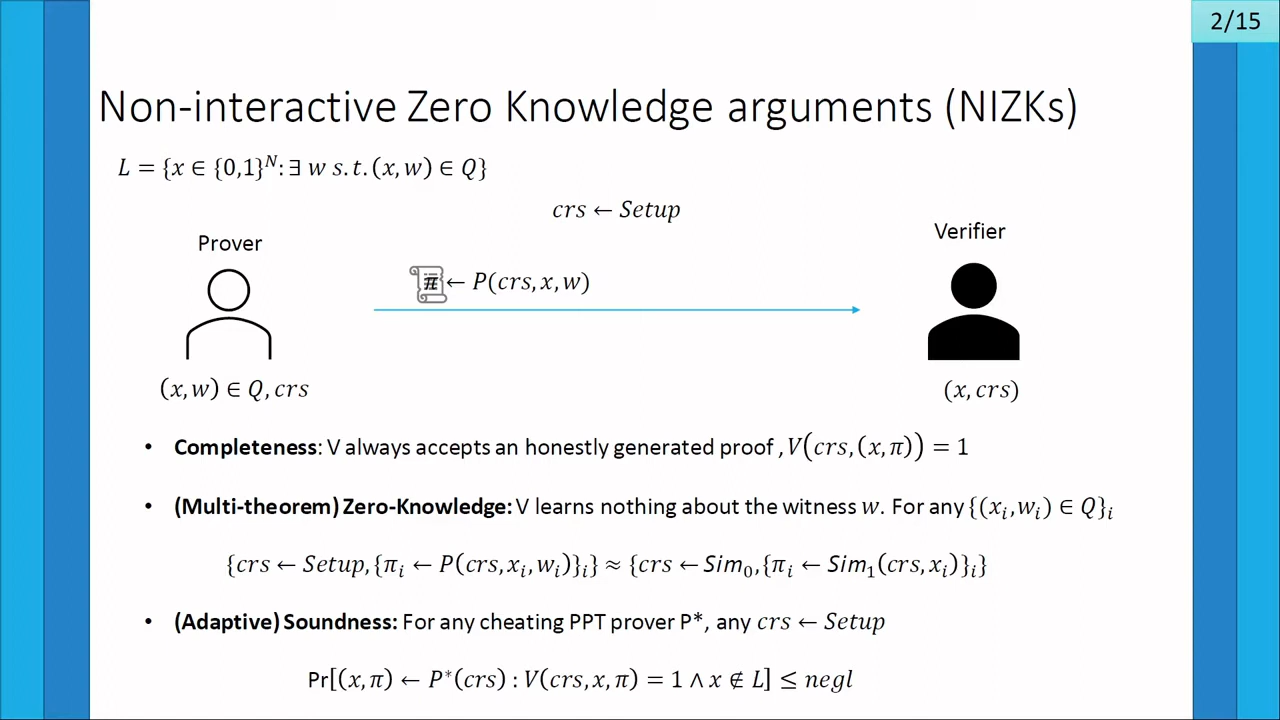 2/15
Non-interactive Zero Knowledge arguments (NIZKs)
L = {x ∈ {0,1}^N: ∃ w s.t. (x, w) ∈ Q}
crs ← Setup
Prover
Verifier
π ← P(crs, x, w)
(x, w) ∈ Q, crs
(x, crs)
• Completeness: V always accepts an honestly generated proof , V(crs, (x, π)) = 1
• (Multi-theorem) Zero-Knowledge: V learns nothing about the witness w. For any {(x_i, w_i) ∈ Q}_i
{crs ← Setup, {π_i ← P(crs, x_i, w_i)}_i} ≈ {crs ← Sim_0, {π_i ← Sim_1(crs, x_i)}_i}
• (Adaptive) Soundness: For any cheating PPT prover P*, any crs ← Setup
Pr[(x, π) ← P*(crs) : V(crs, x, π) = 1 ∧ x ∉ L] ≤ negl